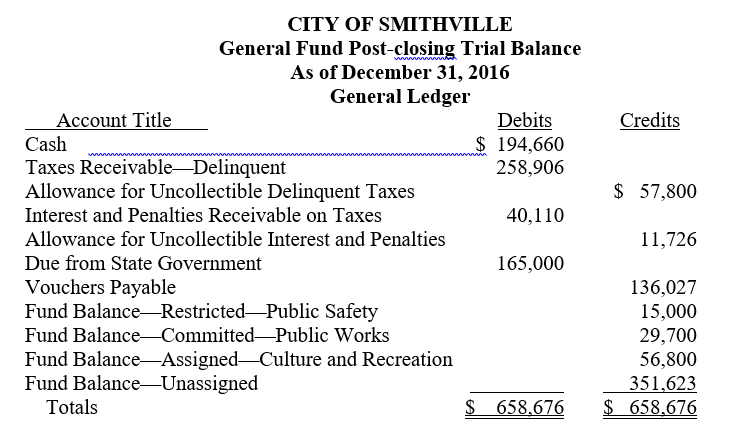 CITY OF SMITHVILLE
General Fund Post-closing Trial Balance
As of December 31, 2016
General Ledger
Account Title Debits Credits
Cash $ 194,660
Taxes Receivable—Delinquent 258,906
Allowance for Uncollectible Delinquent Taxes $ 57,800
Interest and Penalties Receivable on Taxes 40,110
Allowance for Uncollectible Interest and Penalties 11,726
Due from State Government 165,000
Vouchers Payable 136,027
Fund Balance—Restricted—Public Safety 15,000
Fund Balance—Committed—Public Works 29,700
Fund Balance—Assigned—Culture and Recreation 56,800
Fund Balance—Unassigned 351,623
Totals $ 658,676 $ 658,676